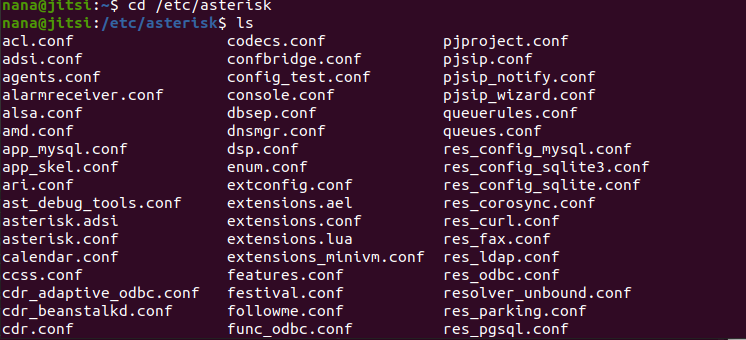 nana@jitsi:~$ cd /etc/asterisk
nana@jitsi:/etc/asterisk$ ls
acl.conf codecs.conf pjproject.conf
adsi.conf confbridge.conf pjsip.conf
agents.conf config_test.conf pjsip_notify.conf
alarmreceiver.conf console.conf pjsip_wizard.conf
alsa.conf dbsep.conf queuerules.conf
amd.conf dnsmgr.conf queues.conf
app_mysql.conf dsp.conf res_config_mysql.conf
app_skel.conf enum.conf res_config_sqlite3.conf
ari.conf extconfig.conf res_config_sqlite.conf
ast_debug_tools.conf extensions.ael res_corosync.conf
asterisk.adsi extensions.conf res_curl.conf
asterisk.conf extensions.lua res_fax.conf
calendar.conf extensions_minivm.conf res_ldap.conf
ccss.conf features.conf res_odbc.conf
cdr_adaptive_odbc.conf festival.conf resolver_unbound.conf
cdr_beanstalkd.conf followme.conf res_parking.conf
cdr.conf func_odbc.conf res_pgsql.conf